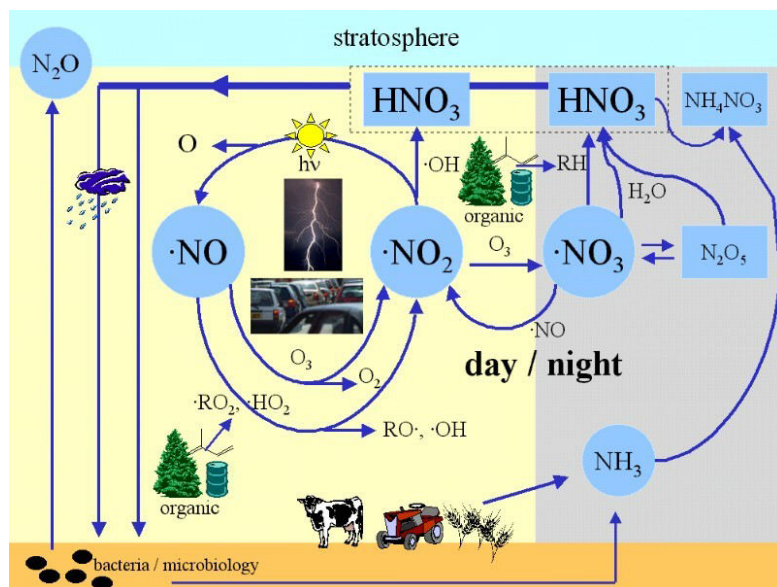 stratosphere
N₂O
HNO₃
HNO₃
NH₄NO₃
O
hν
·OH
RH
organic
H₂O
·NO
·NO₂
O₃
·NO₃
N₂O₅
·NO
O₃
O₂
day / night
·RO₂, ·HO₂
RO·, ·OH
organic
NH₃
bacteria / microbiology